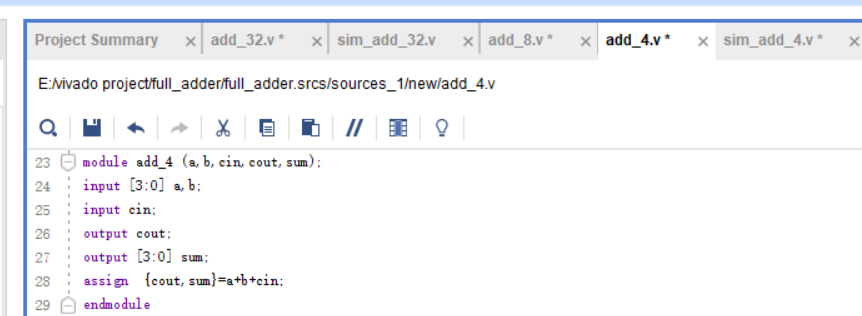 Project Summary × add_32.v * × sim_add_32.v × add_8.v * × add_4.v * × sim_add_4.v * ×
E:/vivado project/full_adder/full_adder.srcs/sources_1/new/add_4.v
23 module add_4 (a,b,cin,cout,sum);
24 input [3:0] a,b;
25 input cin;
26 output cout;
27 output [3:0] sum;
28 assign {cout,sum}=a+b+cin;
29 endmodule